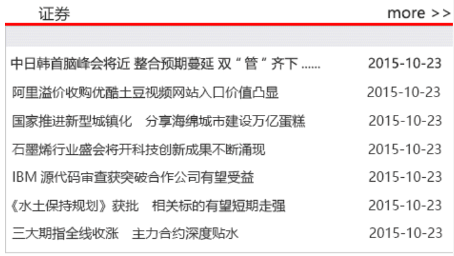 证券 more >>
中日韩首脑峰会将近 整合预期蔓延 双“管”齐下...... 2015-10-23
阿里溢价收购优酷土豆视频网站入口价值凸显 2015-10-23
国家推进新型城镇化 分享海绵城市建设万亿蛋糕 2015-10-23
石墨烯行业盛会将开科技创新成果不断涌现 2015-10-23
IBM 源代码审查获突破合作公司有望受益 2015-10-23
《水土保持规划》获批 相关标的有望短期走强 2015-10-23
三大期指全线收涨 主力合约深度贴水 2015-10-23